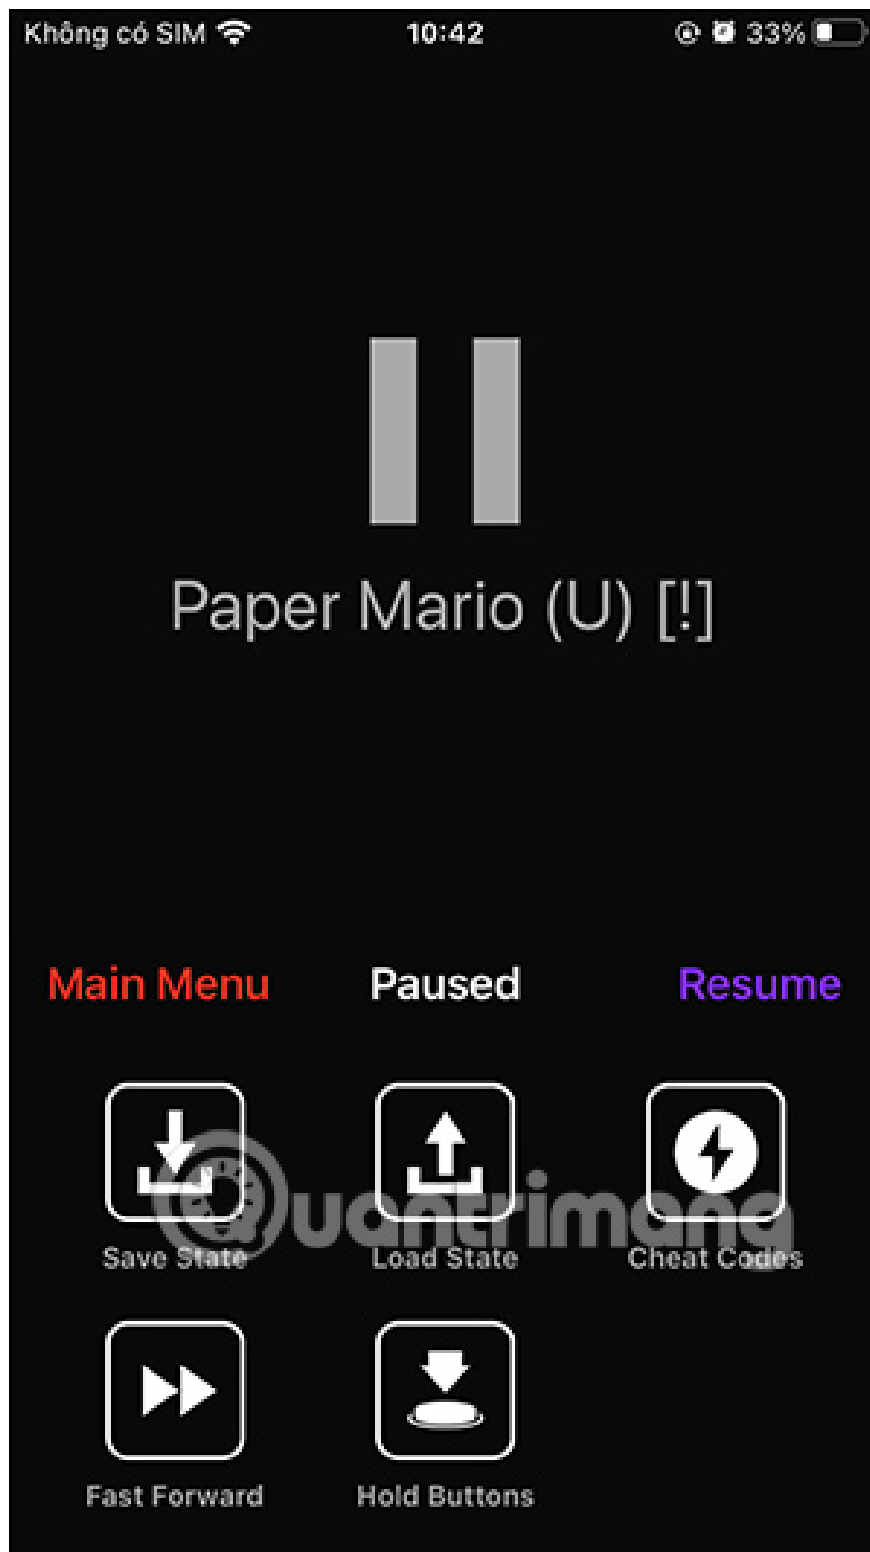 Không có SIM 10:42 33%
Paper Mario (U) [!]
Main Menu Paused Resume
Quantrimang
Save State Load State Cheat Codes
Fast Forward Hold Buttons